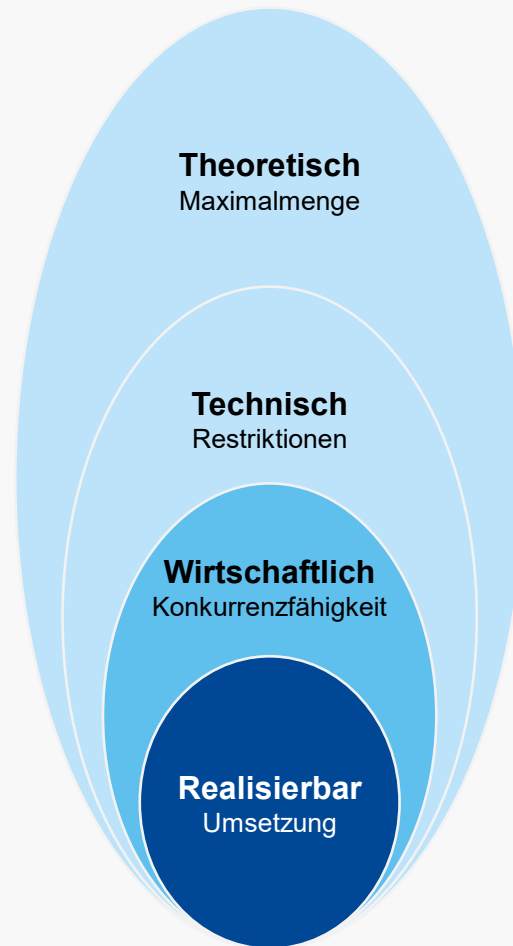 Theoretisch
Maximalmenge
Technisch
Restriktionen
Wirtschaftlich
Konkurrenzfähigkeit
Realisierbar
Umsetzung